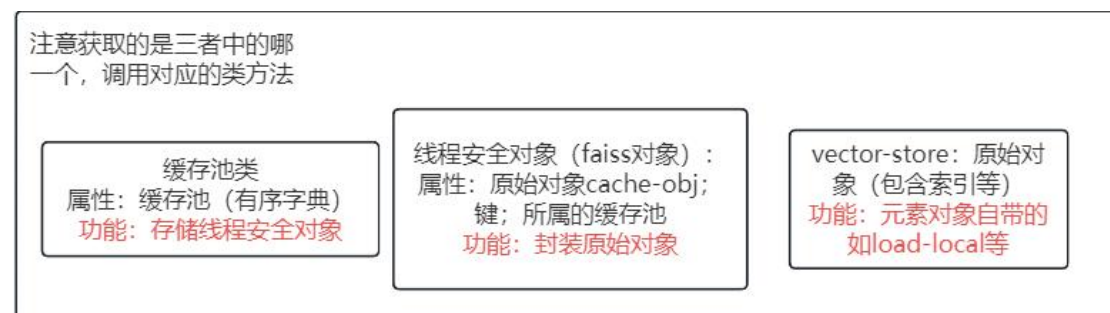 注意获取的是三者中的哪
一个，调用对应的类方法
缓存池类
属性：缓存池（有序字典）
功能：存储线程安全对象
线程安全对象（faiss对象）：
属性：原始对象cache-obj；
键；所属的缓存池
功能：封装原始对象
vector-store：原始对
象（包含索引等）
功能：元素对象自带的
如load-local等